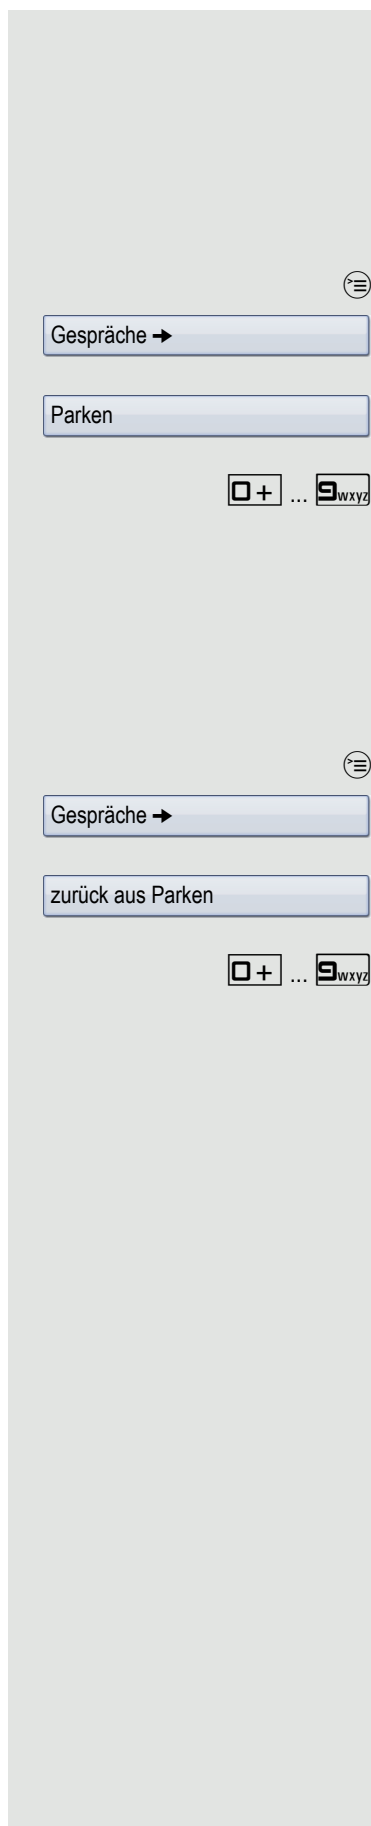 Gespräche →
Parken
0 + ... 9wxyz
Gespräche →
zurück aus Parken
0 + ... 9wxyz